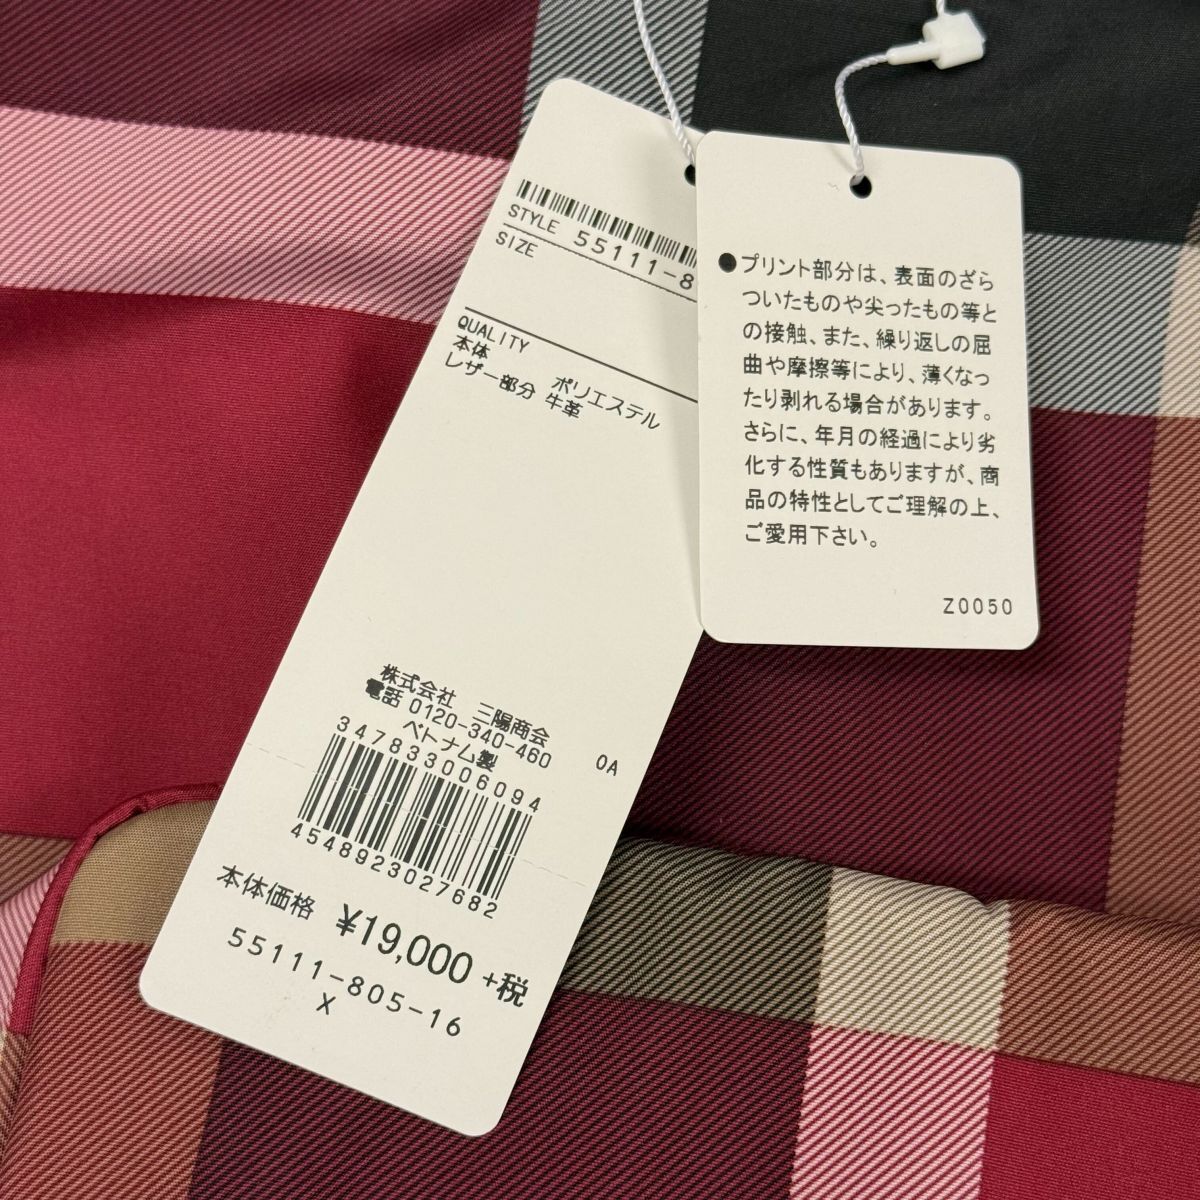 STYLE 55111-8
SIZE
QUALITY
本体 ポリエステル
レザー部分 牛革
株式会社 三陽商会
電話 0120-340-460
ベトナム製 0A
347833006094
4548923027682
本体価格 ¥19,000 +税
55111-805-16
X
●プリント部分は、表面のざら
ついたものや尖ったもの等と
の接触、また、繰り返しの屈
曲や摩擦等により、薄くなっ
たり剥れる場合があります。
さらに、年月の経過により劣
化する性質もありますが、商
品の特性としてご理解の上、
ご愛用下さい。
Z0050